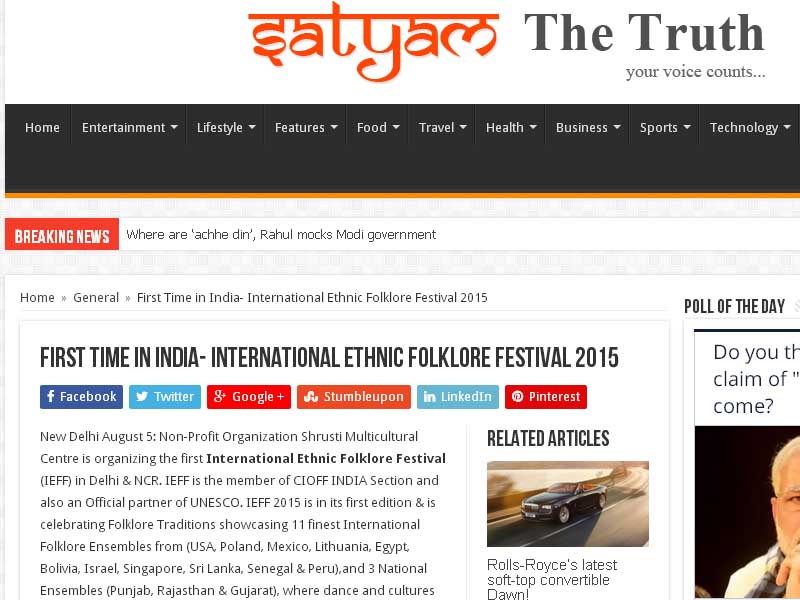 Satyam The Truth
your voice counts...
Home Entertainment Lifestyle Features Food Travel Health Business Sports Technology
BREAKING NEWS Where are ‘achhe din’, Rahul mocks Modi government
Home » General » First Time in India- International Ethnic Folklore Festival 2015
FIRST TIME IN INDIA- INTERNATIONAL ETHNIC FOLKLORE FESTIVAL 2015
Facebook Twitter Google + Stumbleupon LinkedIn Pinterest
New Delhi August 5: Non-Profit Organization Shrusti Multicultural
Centre is organizing the first International Ethnic Folklore Festival
(IEFF) in Delhi & NCR. IEFF is the member of CIOFF INDIA Section and
also an Official partner of UNESCO. IEFF 2015 is in its first edition & is
celebrating Folklore Traditions showcasing 11 finest International
Folklore Ensembles from (USA, Poland, Mexico, Lithuania, Egypt,
Bolivia, Israel, Singapore, Sri Lanka, Senegal & Peru),and 3 National
Ensembles (Punjab, Rajasthan & Gujarat), where dance and cultures
RELATED ARTICLES
Rolls-Royce's latest
soft-top convertible
Dawn!
POLL OF THE DAY
Do you th
claim of "
come?